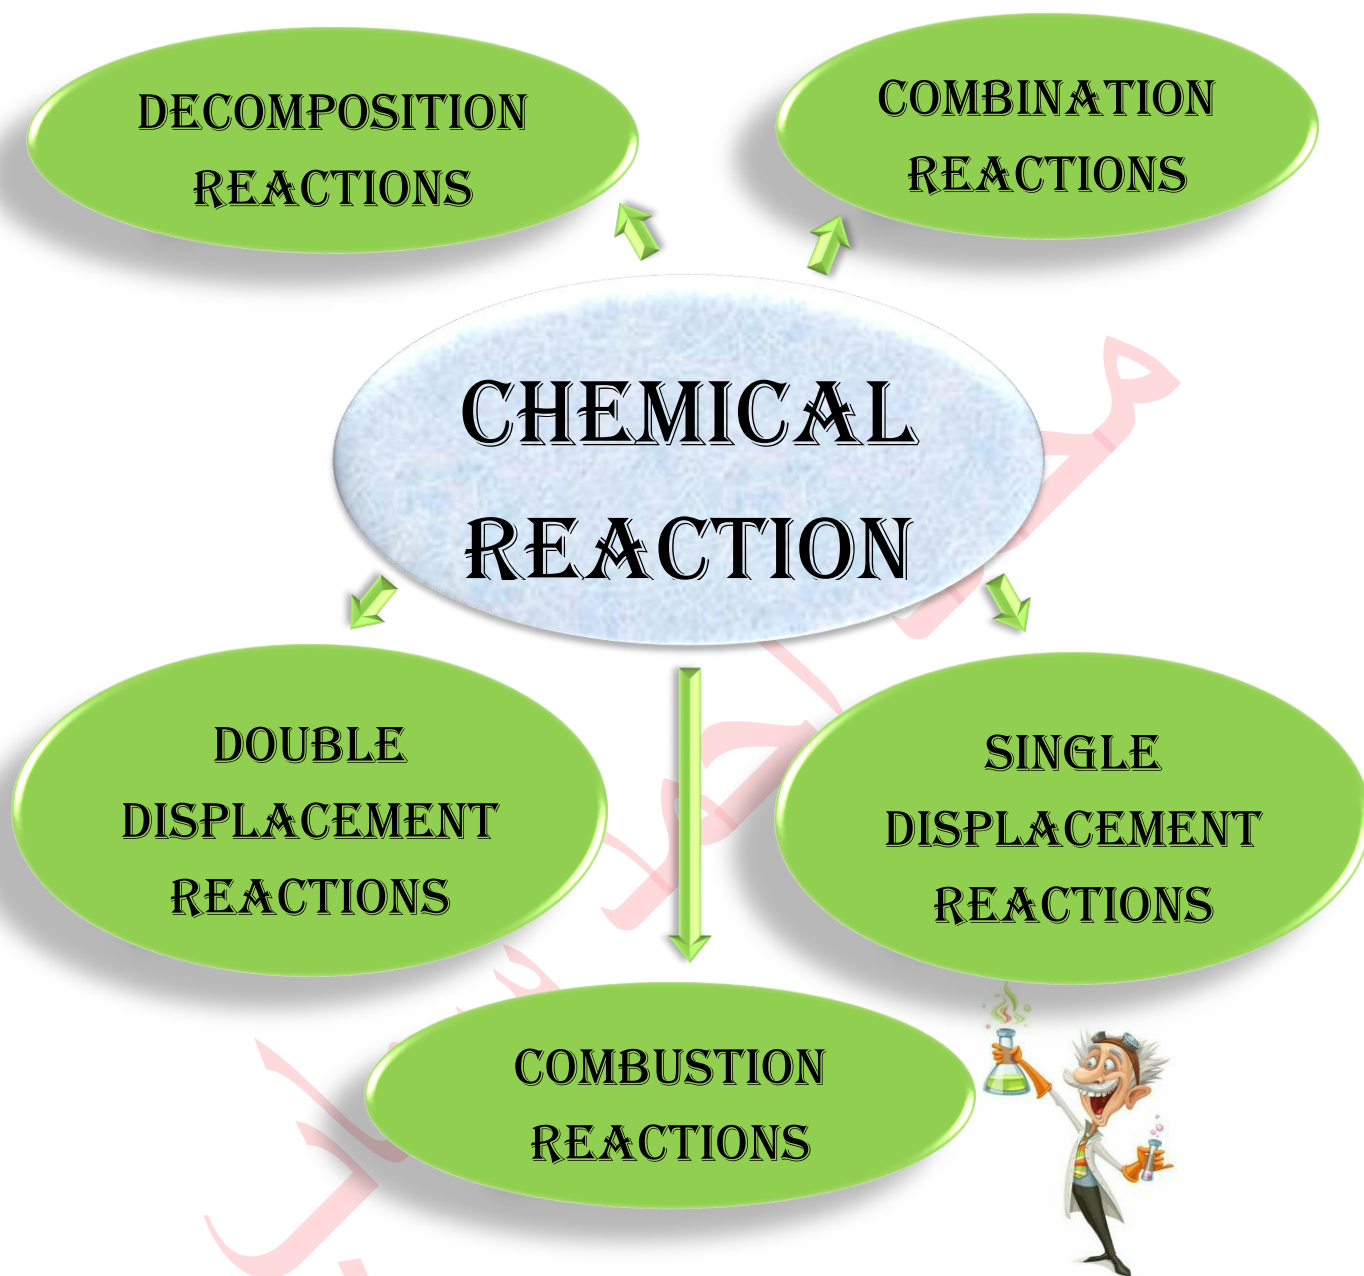 DECOMPOSITION
REACTIONS
COMBINATION
REACTIONS
CHEMICAL
REACTION
DOUBLE
DISPLACEMENT
REACTIONS
SINGLE
DISPLACEMENT
REACTIONS
COMBUSTION
REACTIONS